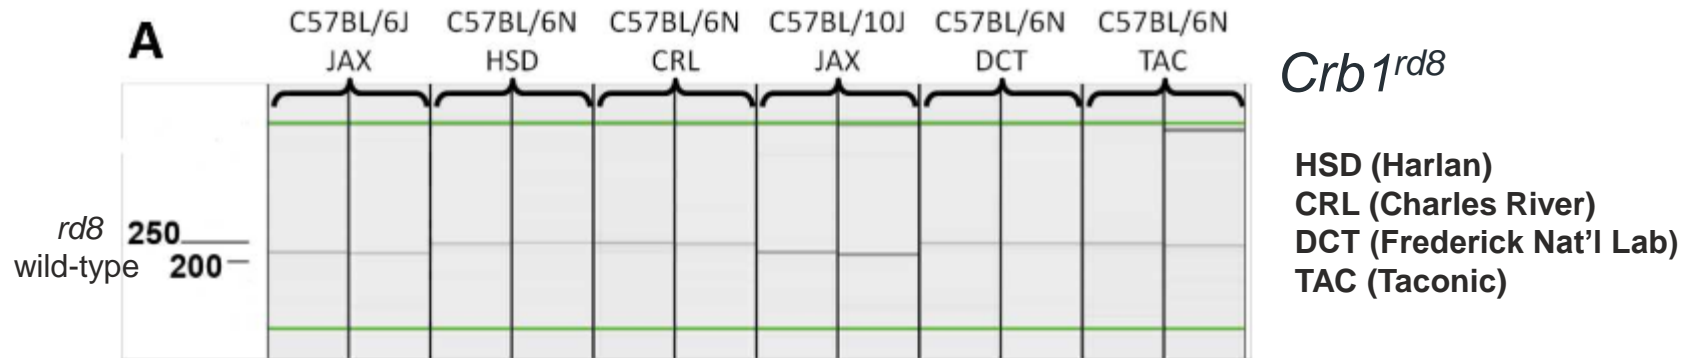 A
C57BL/6J C57BL/6N C57BL/6N C57BL/10J C57BL/6N C57BL/6N
JAX HSD CRL JAX DCT TAC
Crb1rd8
HSD (Harlan)
CRL (Charles River)
DCT (Frederick Nat’l Lab)
TAC (Taconic)
rd8 250
wild-type 200